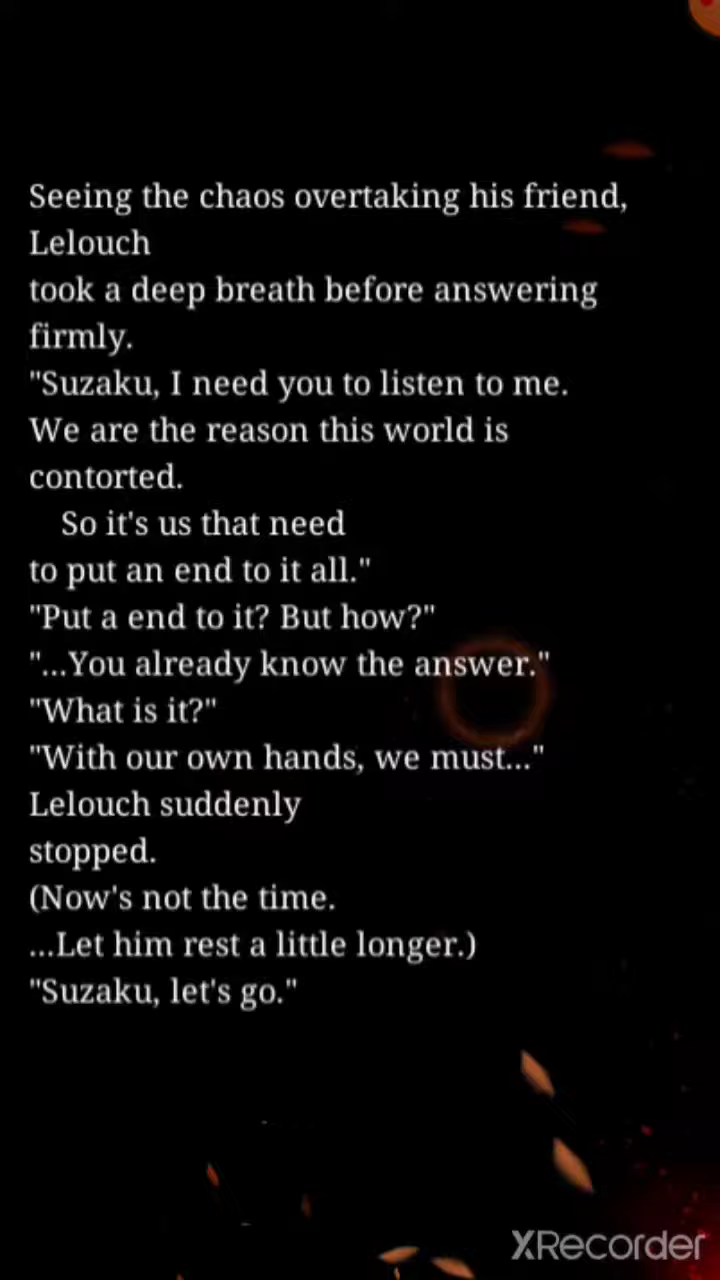 Seeing the chaos overtaking his friend,
Lelouch
took a deep breath before answering
firmly.
"Suzaku, I need you to listen to me.
We are the reason this world is
contorted.
So it's us that need
to put an end to it all."
"Put a end to it? But how?"
"...You already know the answer."
"What is it?"
"With our own hands, we must..."
Lelouch suddenly
stopped.
(Now's not the time.
...Let him rest a little longer.)
"Suzaku, let's go."
XRecorder